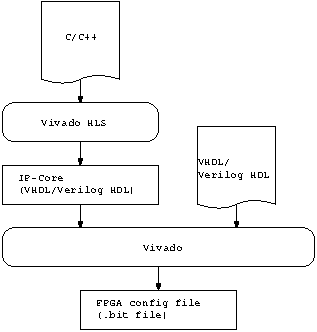 C/C++
Vivado HLS
IP-Core
(VHDL/Verilog HDL)
VHDL/
Verilog HDL
Vivado
FPGA config file
(.bit file)